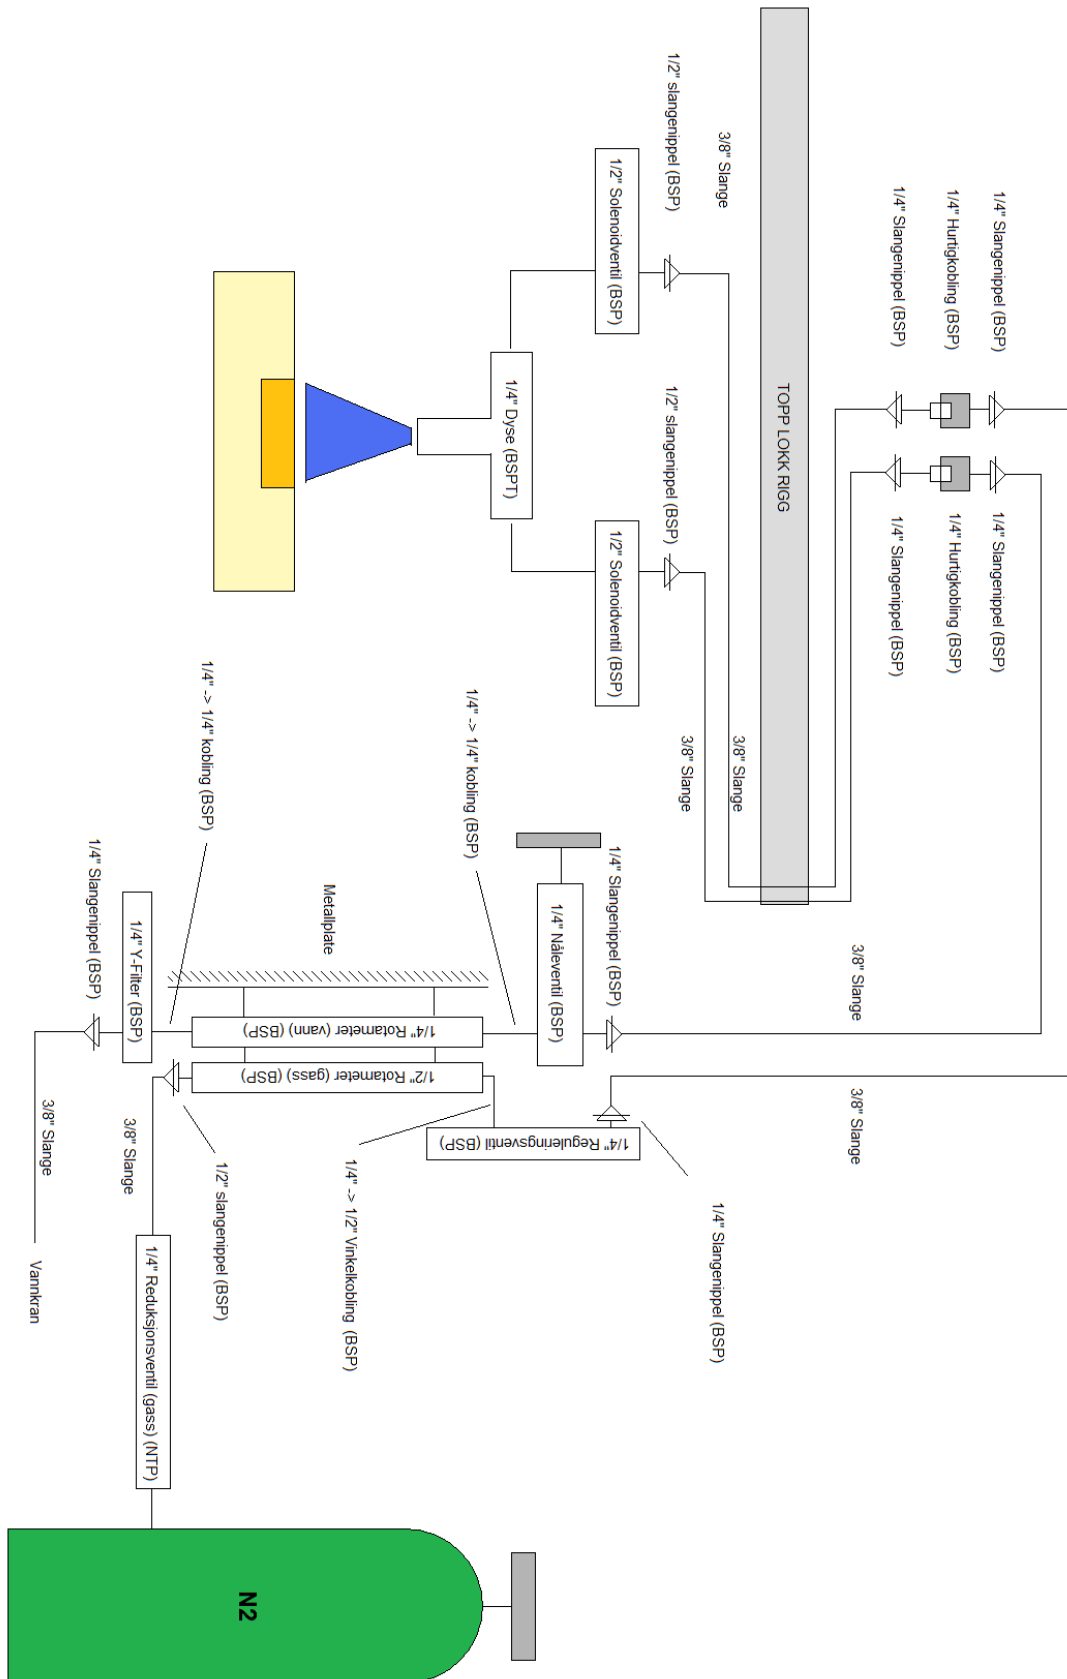 1/2" slangenippel (BSP)
3/8" Slange
1/2" Solenoidventil (BSP)
TOPP LOKK RIGG
1/4" Slangenippel (BSP)
1/4" Hurtigkobling (BSP)
1/4" Slangenippel (BSP)
1/4" Dyse (BSPT)
1/2" slangenippel (BSP)
1/2" Solenoidventil (BSP)
1/4" Slangenippel (BSP)
1/4" Hurtigkobling (BSP)
1/4" Slangenippel (BSP)
3/8" Slange
3/8" Slange
1/4" -> 1/4" kobling (BSP)
1/4" -> 1/4" kobling (BSP)
1/4" Slangenippel (BSP)
1/4" Y-Filter (BSP)
Metallplate
1/4" Nåleventil (BSP)
1/4" Slangenippel (BSP)
3/8" Slange
1/4" Rotameter (vann) (BSP)
1/2" Rotameter (gass) (BSP)
1/4" Reguleringsventil (BSP)
3/8" Slange
3/8" Slange
3/8" Slange
1/2" slangenippel (BSP)
1/4" -> 1/2" Vinkelkobling (BSP)
1/4" Slangenippel (BSP)
Vannkran
1/4" Reduksjonsventil (gass) (NTP)
N2